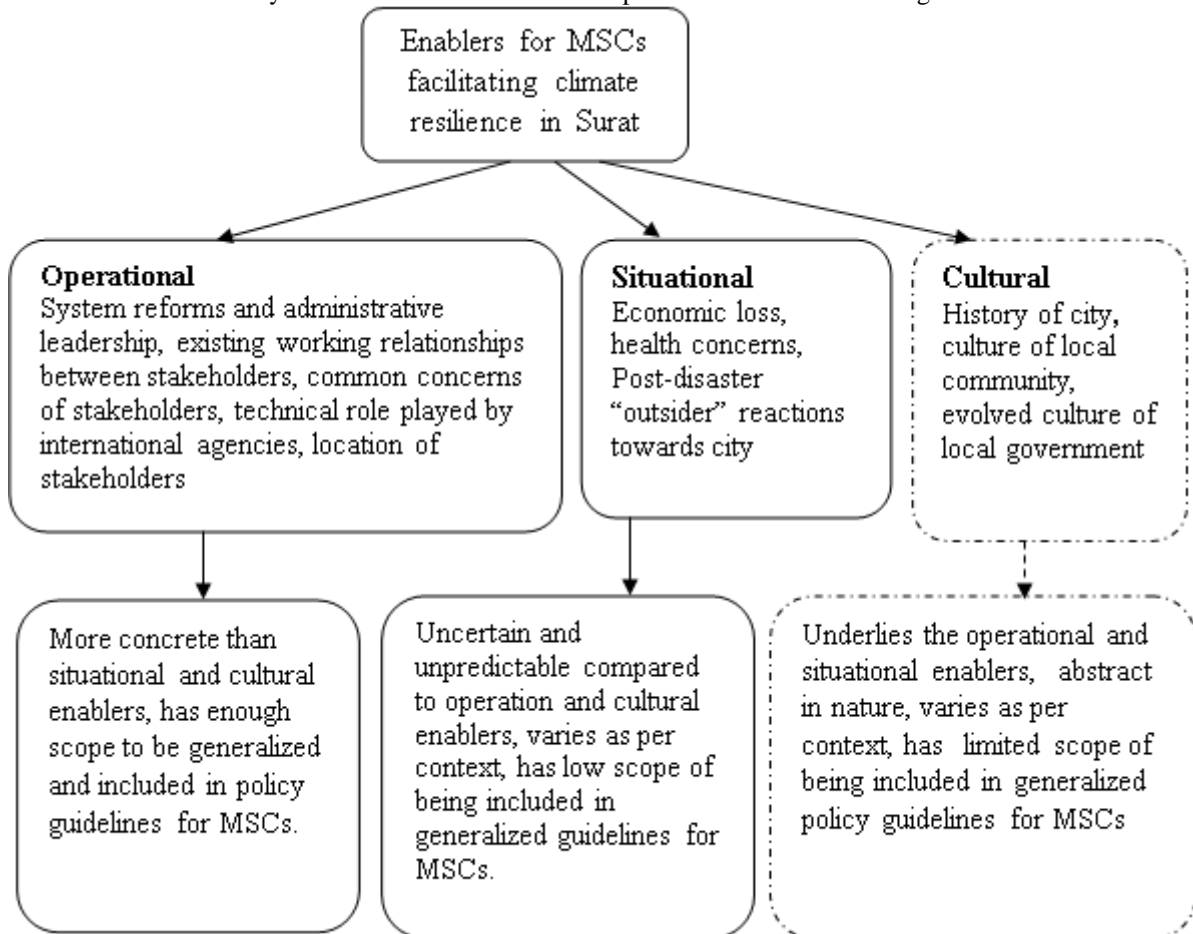 Enablers for MSCs
facilitating climate
resilience in Surat
Operational
System reforms and administrative
leadership, existing working relationships
between stakeholders, common concerns
of stakeholders, technical role played by
international agencies, location of
stakeholders
Situational
Economic loss,
health concerns,
Post-disaster
“outsider” reactions
towards city
Cultural
History of city,
culture of local
community,
evolved culture of
local government
More concrete than
situational and cultural
enablers, has enough
scope to be generalized
and included in policy
guidelines for MSCs.
Uncertain and
unpredictable compared
to operation and cultural
enablers, varies as per
context, has low scope of
being included in
generalized guidelines for
MSCs.
Underlies the operational and
situational enablers, abstract
in nature, varies as per
context, has limited scope of
being included in generalized
policy guidelines for MSCs